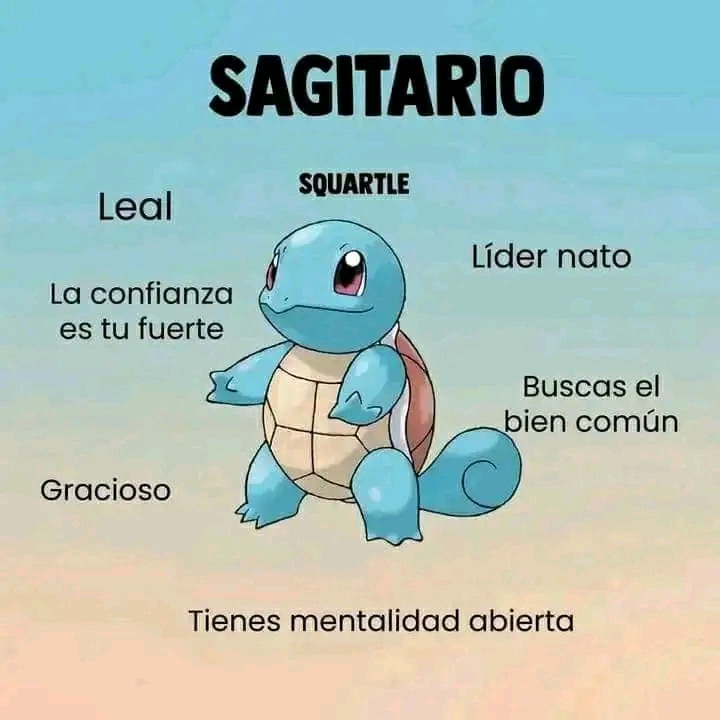 SAGITARIO
SQUARTLE
Leal
Líder nato
La confianza
es tu fuerte
Buscas el
bien común
Gracioso
Tienes mentalidad abierta